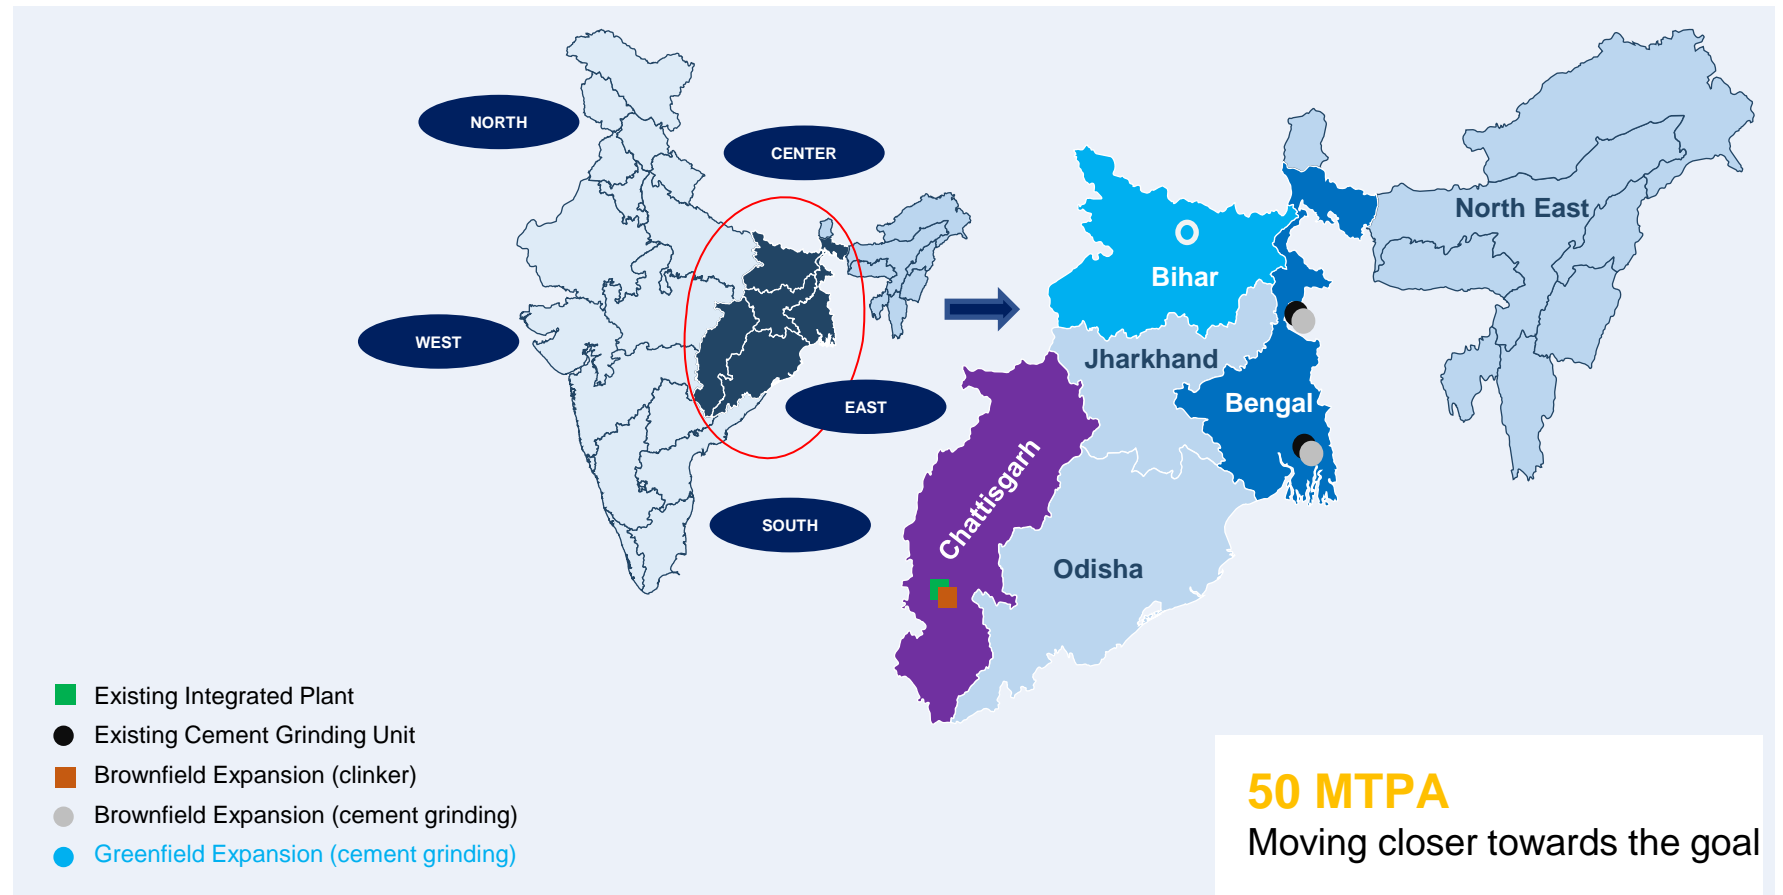 NORTH
CENTER
WEST
EAST
SOUTH
North East
Bihar
Jharkhand
Bengal
Chattisgarh
Odisha
Existing Integrated Plant
Existing Cement Grinding Unit
Brownfield Expansion (clinker)
Brownfield Expansion (cement grinding)
Greenfield Expansion (cement grinding)
50 MTPA
Moving closer towards the goal